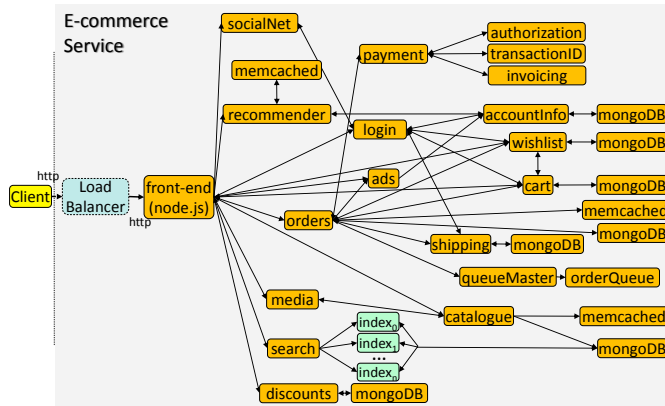 E-commerce
Service
socialNet
payment
authorization
transactionID
invoicing
memcached
recommender
accountInfo
mongoDB
login
wishlist
mongoDB
http
Client
Load
Balancer
http
front-end
(node.js)
ads
cart
mongoDB
orders
memcached
mongoDB
shipping
mongoDB
queueMaster
orderQueue
media
catalogue
memcached
index0
search
index1
mongoDB
...
indexn
discounts
mongoDB